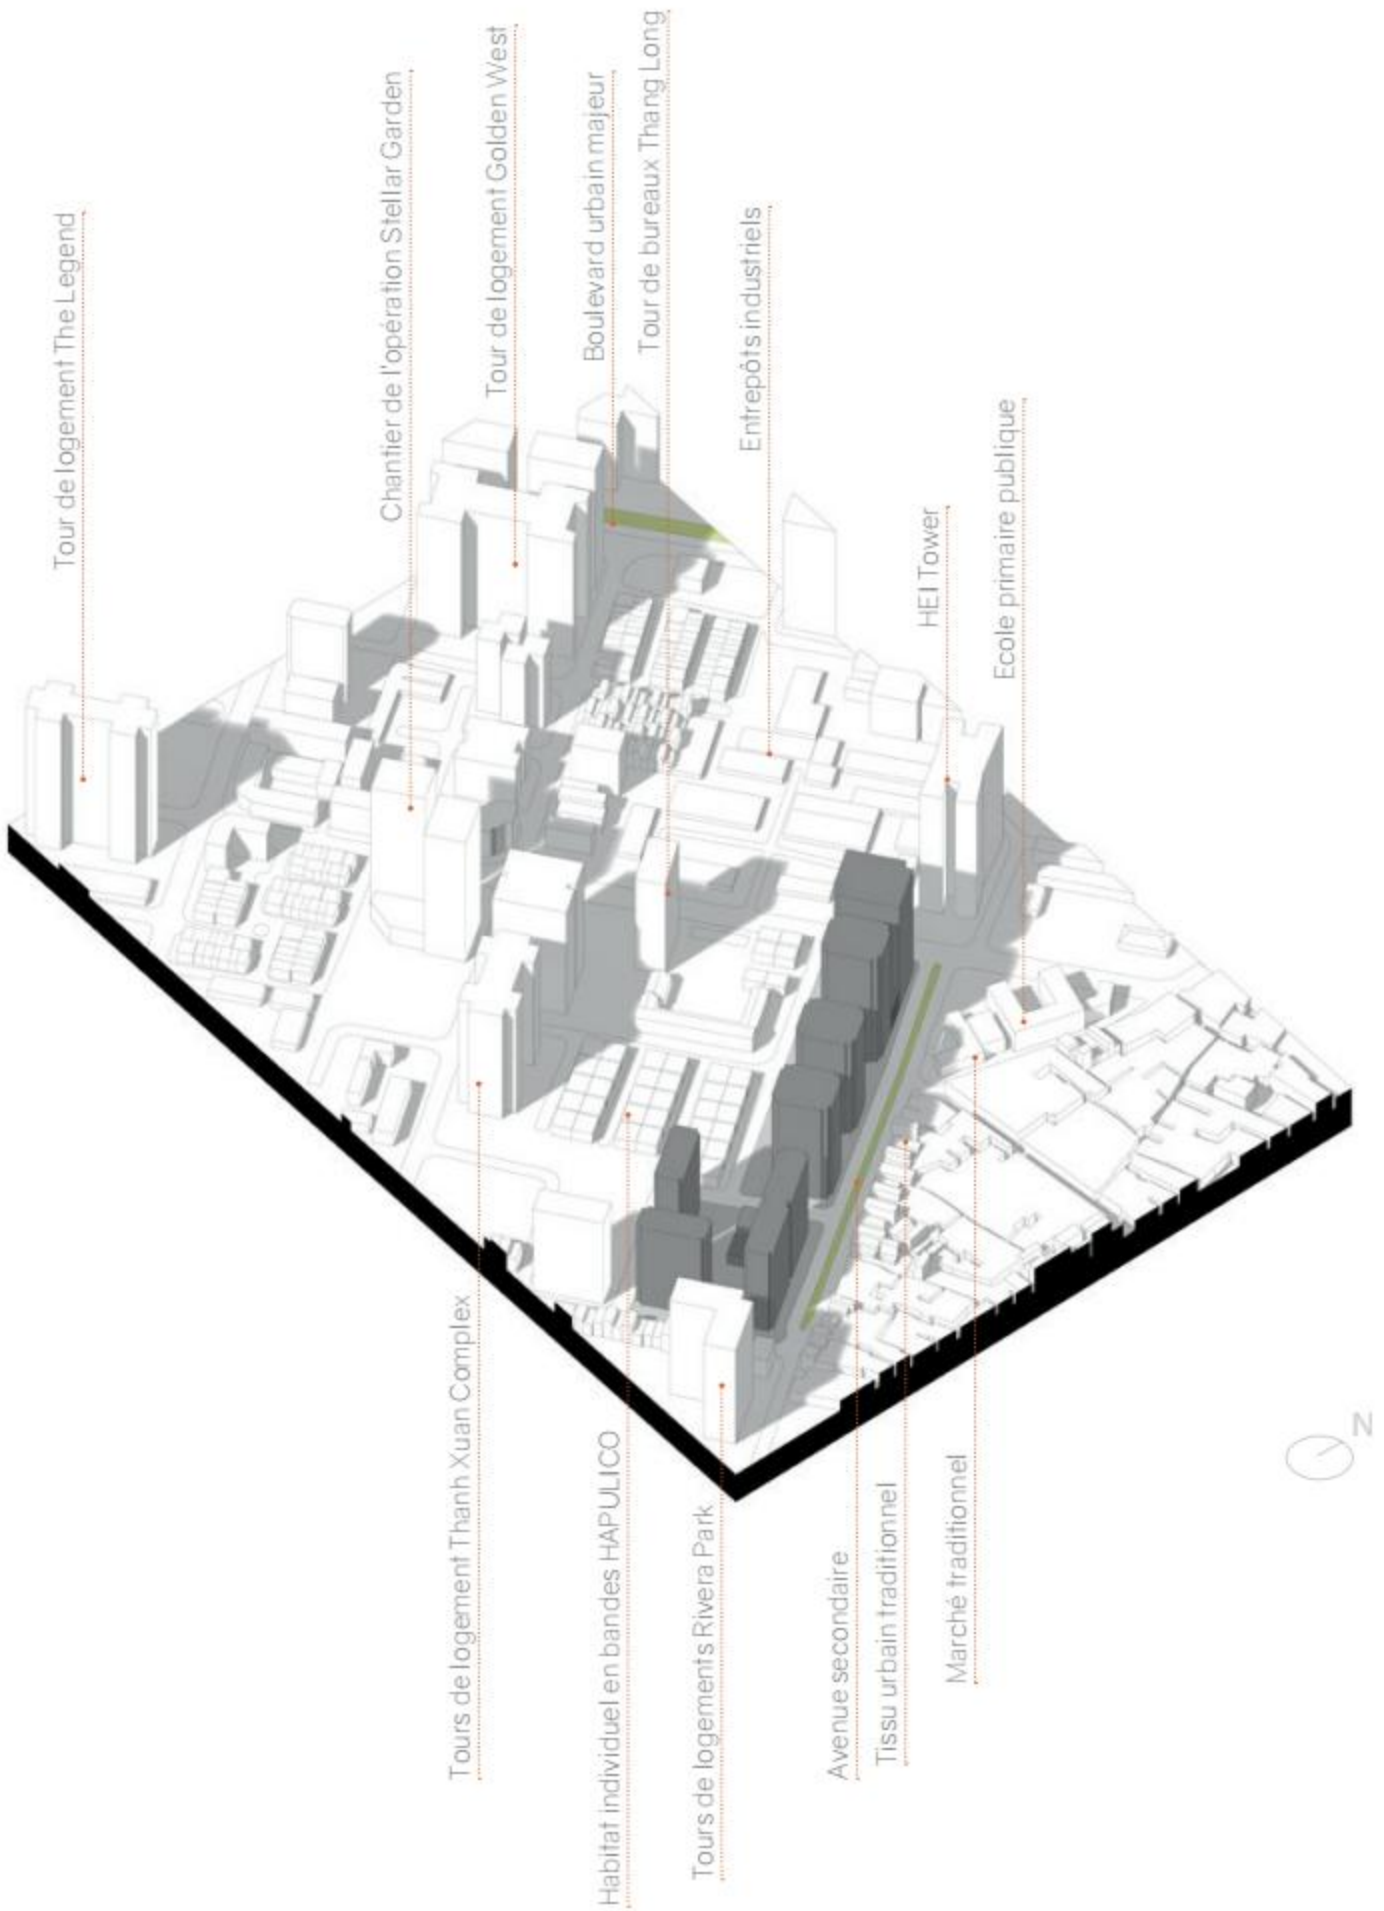 Tour de logement The Legend
Chantier de l'opération Stellar Garden
Tour de logement Golden West
Boulevard urbain majeur
Tour de bureaux Thang Long
Entrepôts industriels
HEI Tower
Ecole primaire publique
Tours de logement Thanh Xuan Complex
Habitat individuel en bandes HAPULICO
Tours de logements Rivera Park
Avenue secondaire
Tissu urbain traditionnel
Marché traditionnel
N